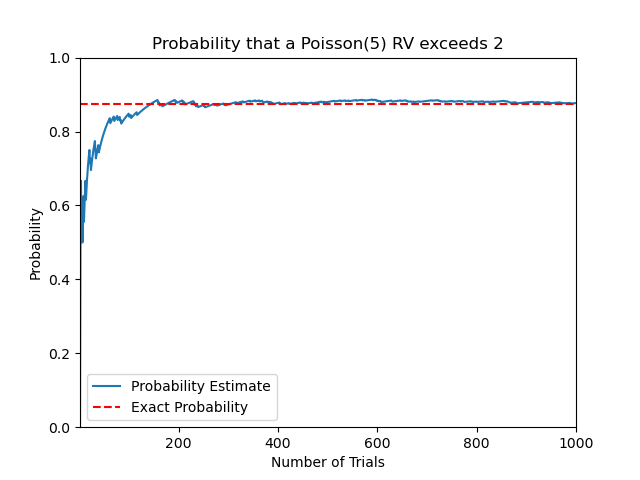 Probability that a Poisson(5) RV exceeds 2
1.0
0.8
0.6
0.4
0.2
0.0
Probability
Probability Estimate
Exact Probability
200 400 600 800 1000
Number of Trials